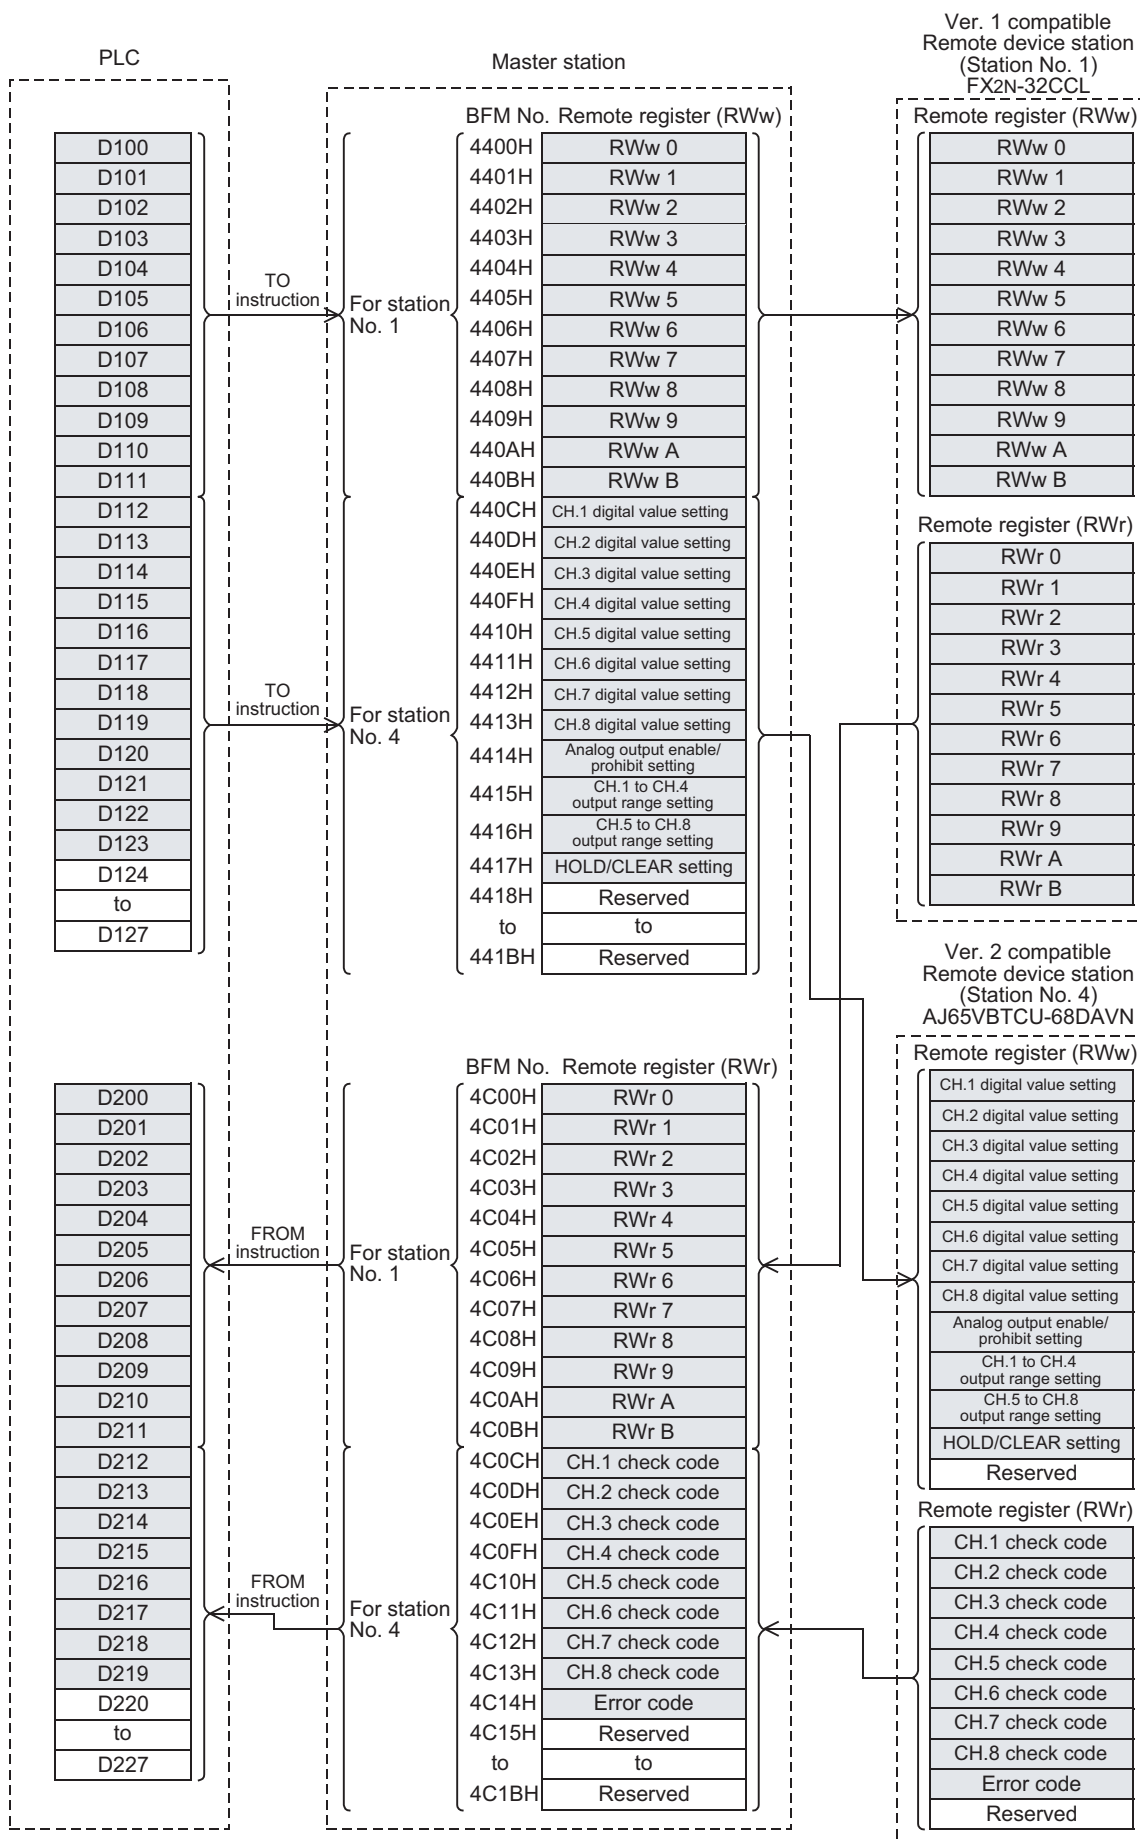 PLC
D100
D101
D102
D103
D104
D105
D106
D107
D108
D109
D110
D111
D112
D113
D114
D115
D116
D117
D118
D119
D120
D121
D122
D123
D124
to
D127
TO
instruction
TO
instruction
D200
D201
D202
D203
D204
D205
D206
D207
D208
D209
D210
D211
D212
D213
D214
D215
D216
D217
D218
D219
D220
to
D227
FROM
instruction
FROM
instruction
Master station
BFM No. Remote register (RWw)
For station
No. 1
4400H RWw 0
4401H RWw 1
4402H RWw 2
4403H RWw 3
4404H RWw 4
4405H RWw 5
4406H RWw 6
4407H RWw 7
4408H RWw 8
4409H RWw 9
440AH RWw A
440BH RWw B
For station
No. 4
440CH CH.1 digital value setting
440DH CH.2 digital value setting
440EH CH.3 digital value setting
440FH CH.4 digital value setting
4410H CH.5 digital value setting
4411H CH.6 digital value setting
4412H CH.7 digital value setting
4413H CH.8 digital value setting
4414H Analog output enable/
prohibit setting
4415H CH.1 to CH.4
output range setting
4416H CH.5 to CH.8
output range setting
4417H HOLD/CLEAR setting
4418H Reserved
to to
441BH Reserved
BFM No. Remote register (RWr)
For station
No. 1
4C00H RWr 0
4C01H RWr 1
4C02H RWr 2
4C03H RWr 3
4C04H RWr 4
4C05H RWr 5
4C06H RWr 6
4C07H RWr 7
4C08H RWr 8
4C09H RWr 9
4C0AH RWr A
4C0BH RWr B
For station
No. 4
4C0CH CH.1 check code
4C0DH CH.2 check code
4C0EH CH.3 check code
4C0FH CH.4 check code
4C10H CH.5 check code
4C11H CH.6 check code
4C12H CH.7 check code
4C13H CH.8 check code
4C14H Error code
4C15H Reserved
to to
4C1BH Reserved
Ver. 1 compatible
Remote device station
(Station No. 1)
FX2N-32CCL
Remote register (RWw)
RWw 0
RWw 1
RWw 2
RWw 3
RWw 4
RWw 5
RWw 6
RWw 7
RWw 8
RWw 9
RWw A
RWw B
Remote register (RWr)
RWr 0
RWr 1
RWr 2
RWr 3
RWr 4
RWr 5
RWr 6
RWr 7
RWr 8
RWr 9
RWr A
RWr B
Ver. 2 compatible
Remote device station
(Station No. 4)
AJ65VBTCU-68DAVN
Remote register (RWw)
CH.1 digital value setting
CH.2 digital value setting
CH.3 digital value setting
CH.4 digital value setting
CH.5 digital value setting
CH.6 digital value setting
CH.7 digital value setting
CH.8 digital value setting
Analog output enable/
prohibit setting
CH.1 to CH.4
output range setting
CH.5 to CH.8
output range setting
HOLD/CLEAR setting
Reserved
Remote register (RWr)
CH.1 check code
CH.2 check code
CH.3 check code
CH.4 check code
CH.5 check code
CH.6 check code
CH.7 check code
CH.8 check code
Error code
Reserved